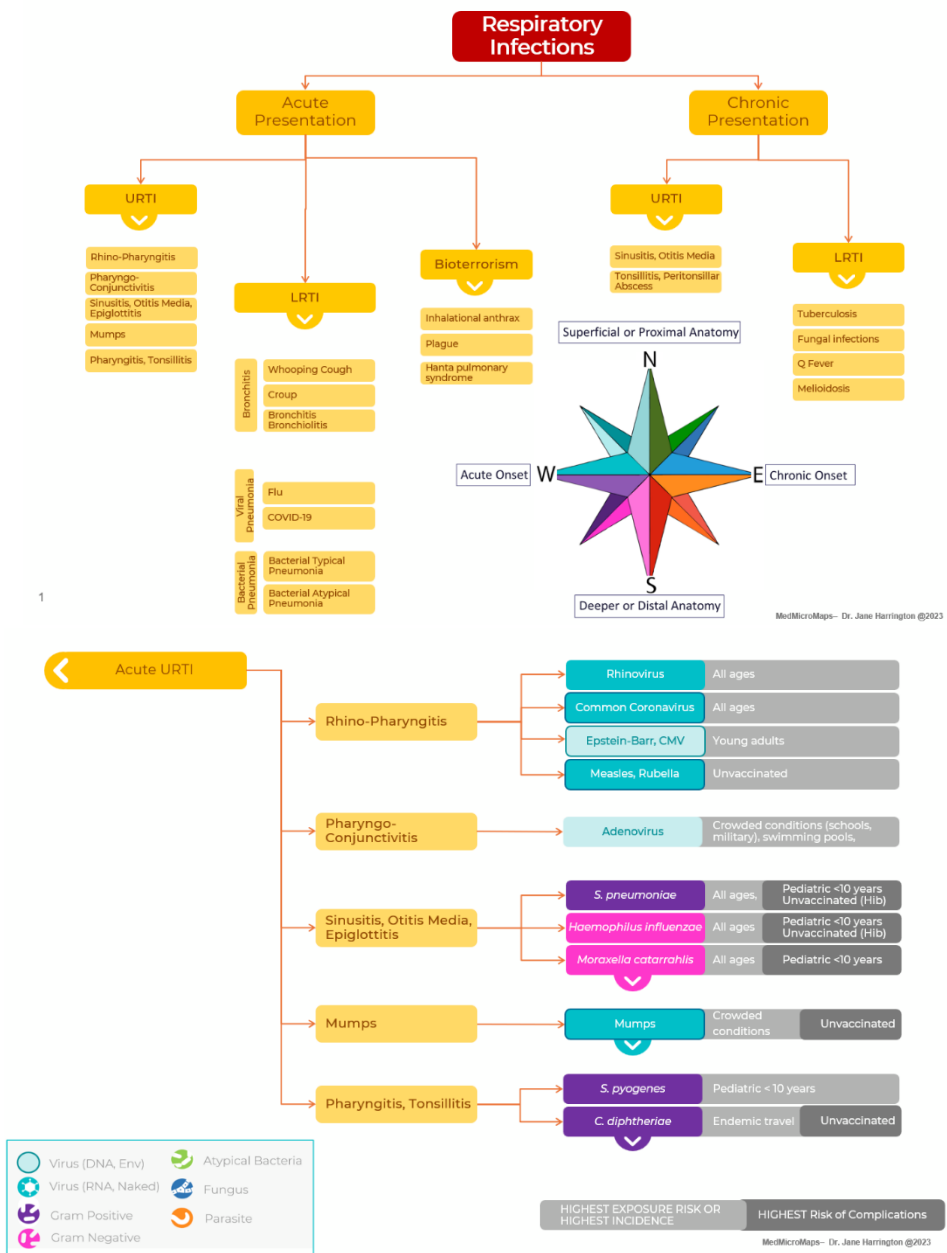 Respiratory
Infections
Acute
Presentation
Chronic
Presentation
URTI
Rhino-Pharyngitis
Pharyngo-
Conjunctivitis
Sinusitis, Otitis Media,
Epiglottitis
Mumps
Pharyngitis, Tonsillitis
LRTI
Bronchitis
Whooping Cough
Croup
Bronchitis
Bronchiolitis
Viral
Pneumonia
Flu
COVID-19
Bacterial
Pneumonia
Bacterial Typical
Pneumonia
Bacterial Atypical
Pneumonia
Bioterrorism
Inhalational anthrax
Plague
Hanta pulmonary
syndrome
URTI
Sinusitis, Otitis Media
Tonsillitis, Peritonsillar
Abscess
LRTI
Tuberculosis
Fungal infections
Q Fever
Melioidosis
Superficial or Proximal Anatomy
N
Acute Onset W
E Chronic Onset
S
Deeper or Distal Anatomy
1
MedMicroMaps– Dr. Jane Harrington @2023
Acute URTI
Rhino-Pharyngitis
Rhinovirus All ages
Common Coronavirus All ages
Epstein-Barr, CMV Young adults
Measles, Rubella Unvaccinated
Pharyngo-
Conjunctivitis
Adenovirus
Crowded conditions (schools,
military), swimming pools,
Sinusitis, Otitis Media,
Epiglottitis
S. pneumoniae All ages,
Pediatric <10 years
Unvaccinated (Hib)
Haemophilus influenzae All ages
Pediatric <10 years
Unvaccinated (Hib)
Moraxella catarrahlis All ages Pediatric <10 years
Mumps
Mumps
Crowded
conditions
Unvaccinated
Pharyngitis, Tonsillitis
S. pyogenes Pediatric < 10 years
C. diphtheriae Endemic travel Unvaccinated
Virus (DNA, Env)
Virus (RNA, Naked)
Gram Positive
Gram Negative
Atypical Bacteria
Fungus
Parasite
HIGHEST EXPOSURE RISK OR
HIGHEST INCIDENCE
HIGHEST Risk of Complications
MedMicroMaps– Dr. Jane Harrington @2023